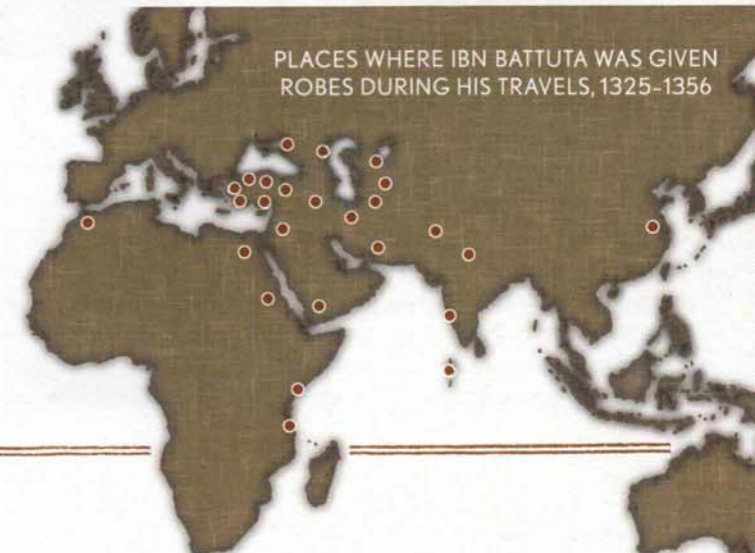 PLACES WHERE IBN BATTUTA WAS GIVEN
ROBES DURING HIS TRAVELS, 1325–1356